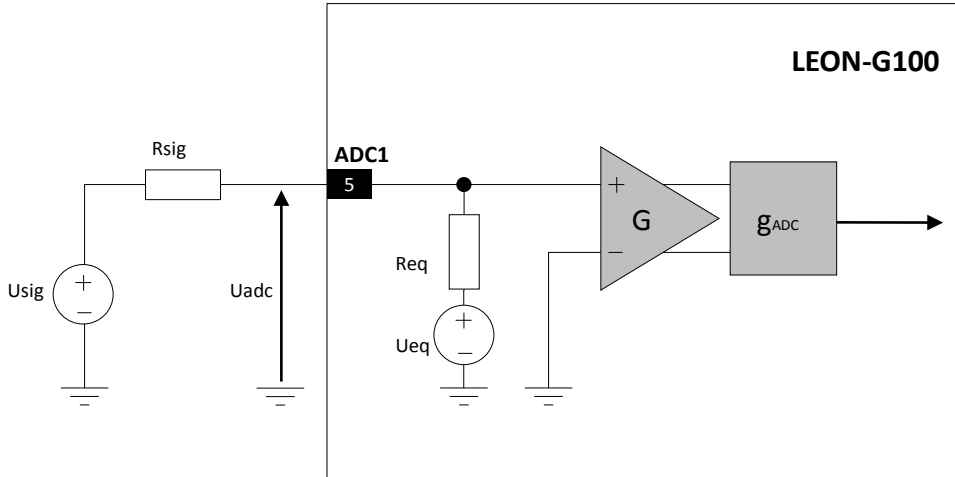 LEON-G100
Rsig
ADC1
5
+
G
gADC
−
Req
+
Usig
−
Uadc
+
Ueq
−